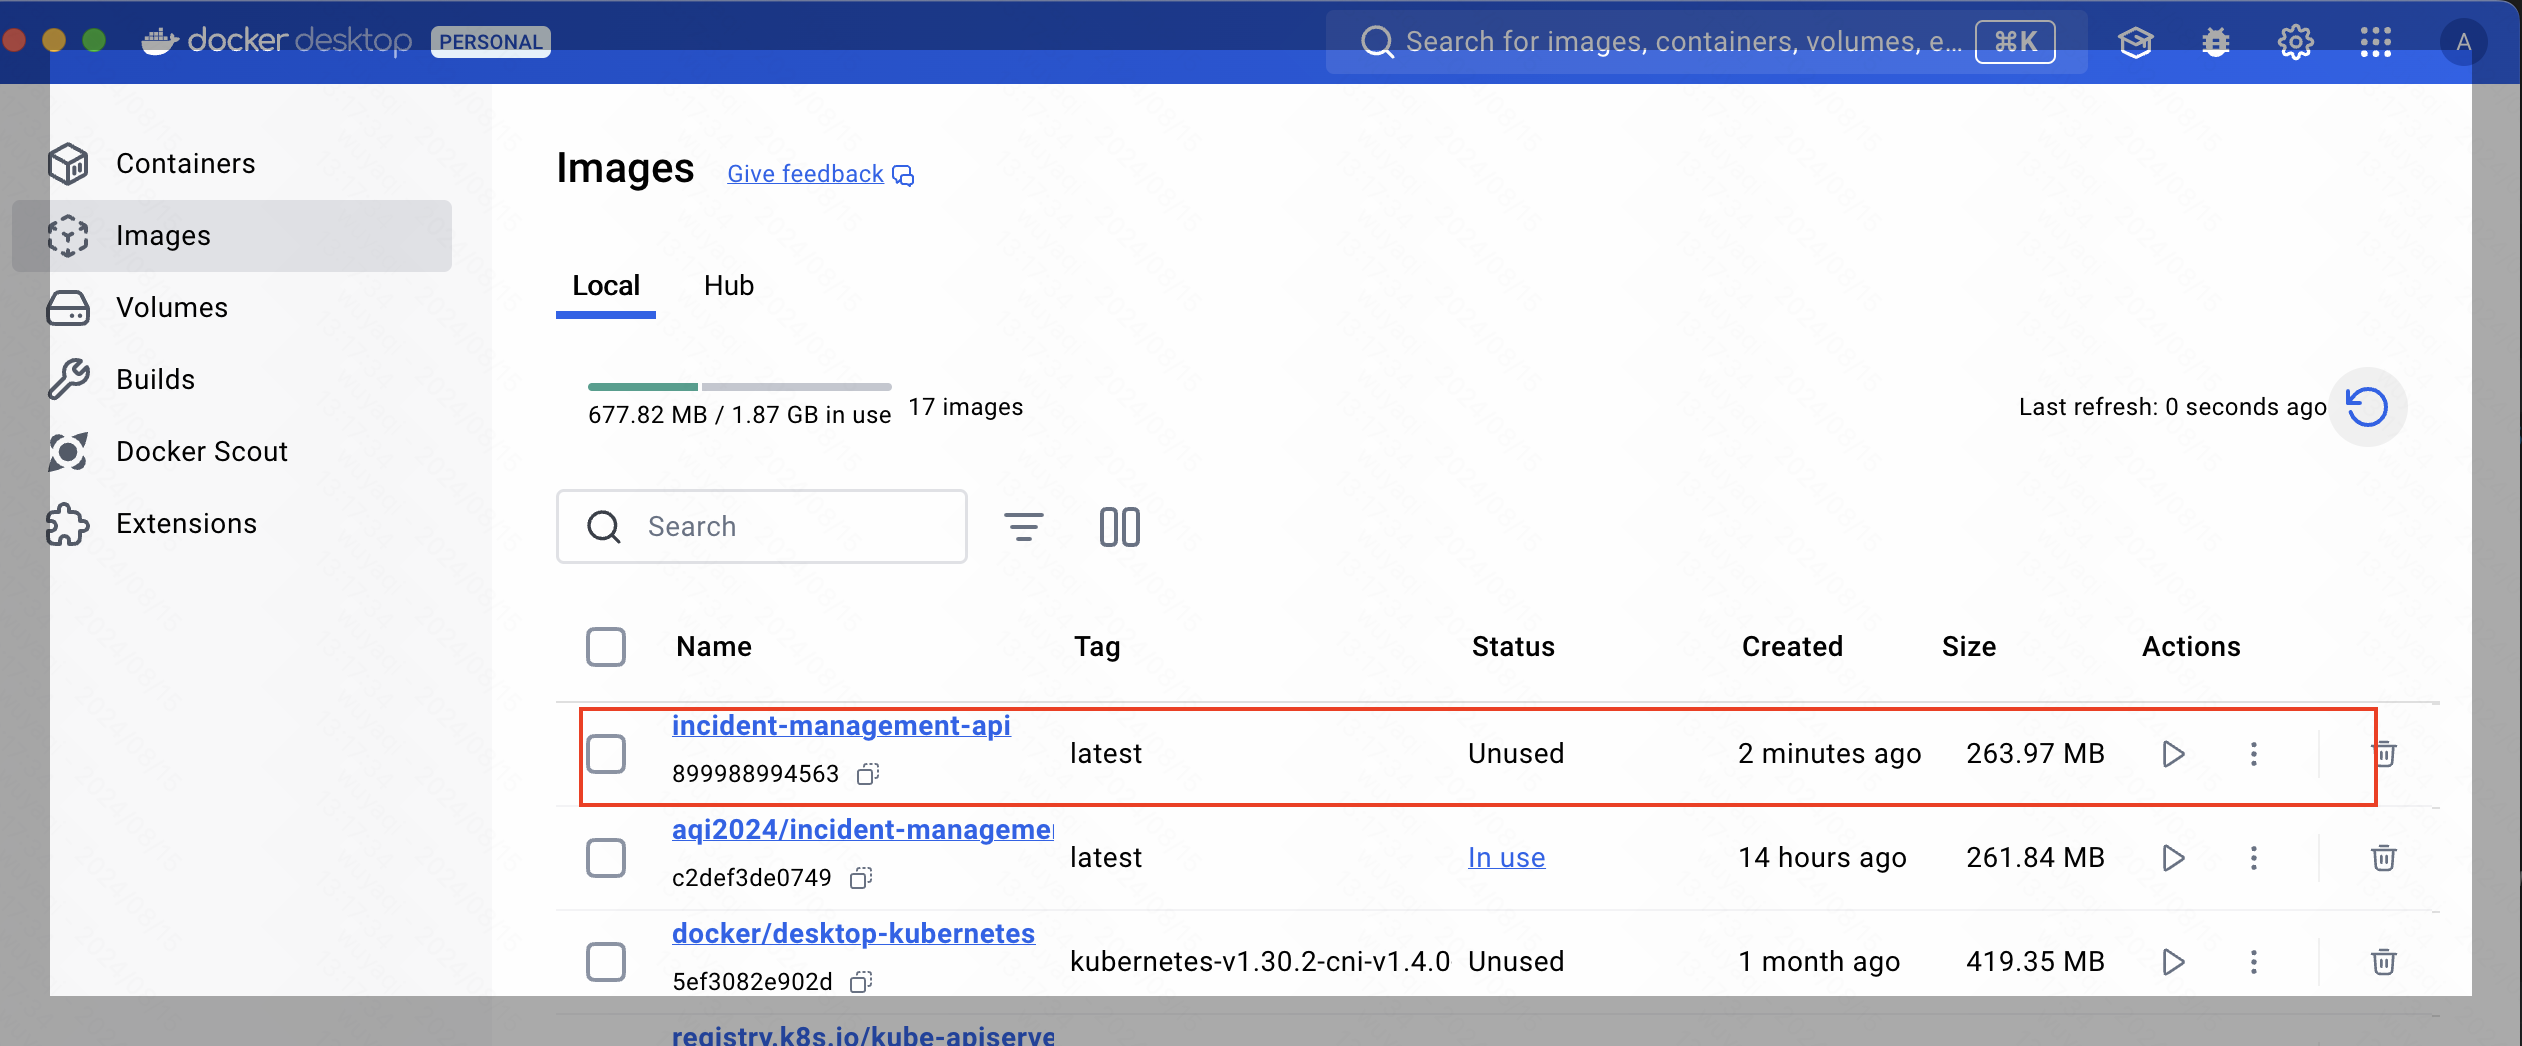 docker desktop PERSONAL Search for images, containers, volumes, e... ⌘K A
Containers
Images
Volumes
Builds
Docker Scout
Extensions
Images Give feedback
Local Hub
677.82 MB / 1.87 GB in use 17 images Last refresh: 0 seconds ago
Search
Name Tag Status Created Size Actions
incident-management-api
899988994563 latest Unused 2 minutes ago 263.97 MB
aqi2024/incident-manageme
c2def3de0749 latest In use 14 hours ago 261.84 MB
docker/desktop-kubernetes
5ef3082e902d kubernetes-v1.30.2-cni-v1.4.0 Unused 1 month ago 419.35 MB
registry.k8s.io/kube-apiserve